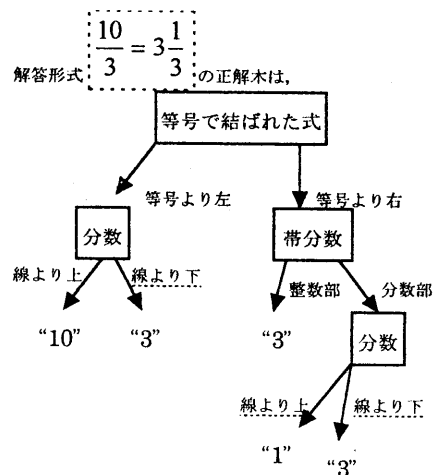 解答形式 10/3 = 3 1/3 の正解木は,
等号で結ばれた式
等号より左 等号より右
分数 帯分数
線より上 線より下 整数部 分数部
“10” “3” “3” 分数
線より上 線より下
“1” “3”